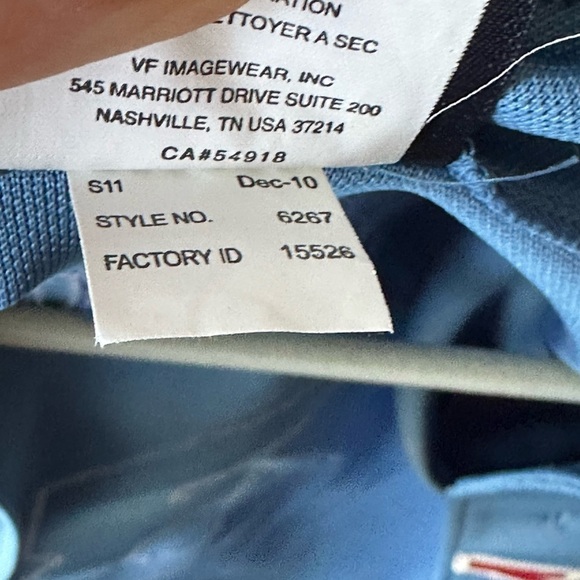 TTOYER A SEC
VF IMAGEWEAR, INC
545 MARRIOTT DRIVE SUITE 200
NASHVILLE, TN USA 37214
CA#54918
S11 Dec-10
STYLE NO. 6267
FACTORY ID 15526